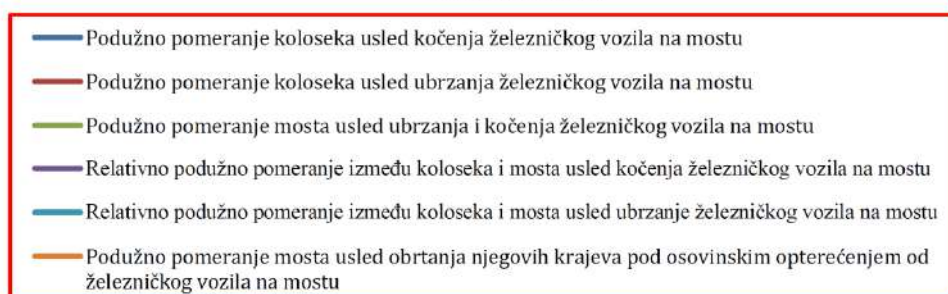 Podužno pomeranje koloseka usled kočenja železničkog vozila na mostu
Podužno pomeranje koloseka usled ubrzanja železničkog vozila na mostu
Podužno pomeranje mosta usled ubrzanja i kočenja železničkog vozila na mostu
Relativno podužno pomeranje između koloseka i mosta usled kočenja železničkog vozila na mostu
Relativno podužno pomeranje između koloseka i mosta usled ubrzanje železničkog vozila na mostu
Podužno pomeranje mosta usled obrtanja njegovih krajeva pod osovinskim opterećenjem od
železničkog vozila na mostu